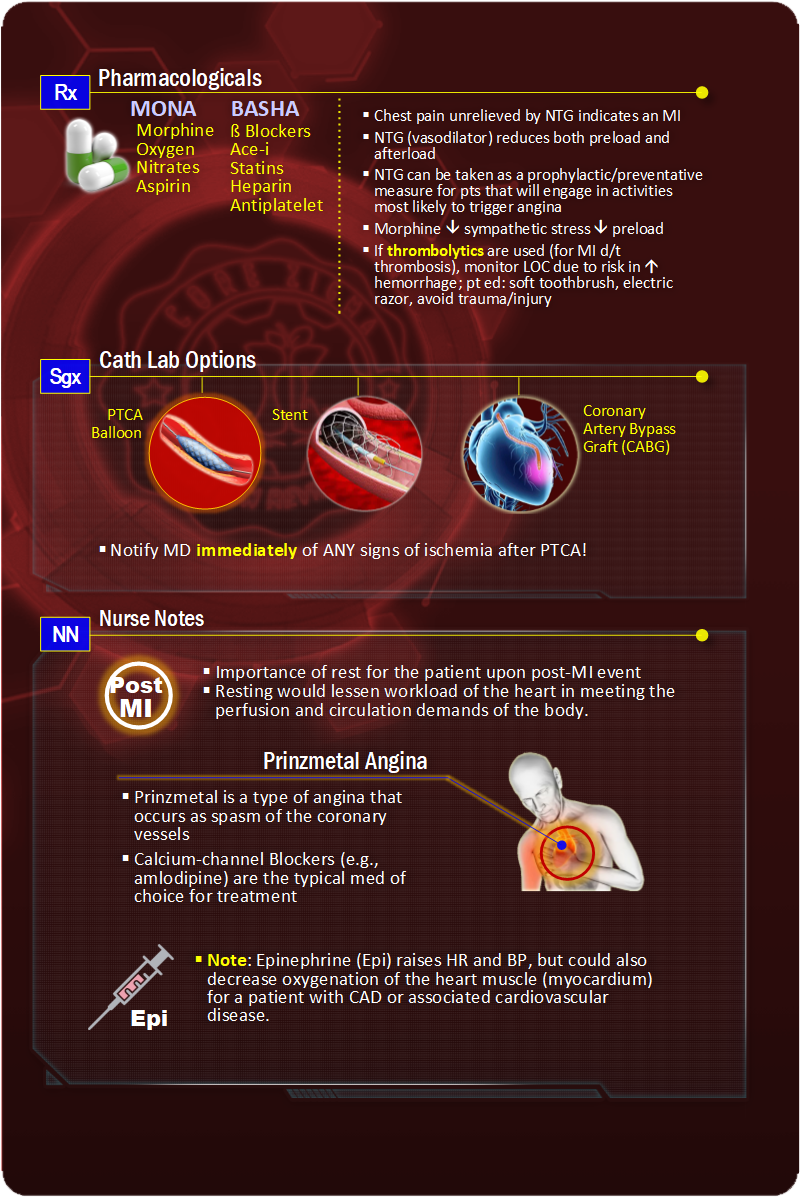 Rx
Pharmacologicals
MONA
Morphine
Oxygen
Nitrates
Aspirin
BASHA
ß Blockers
Ace-i
Statins
Heparin
Antiplatelet
▪ Chest pain unrelieved by NTG indicates an MI
▪ NTG (vasodilator) reduces both preload and
afterload
▪ NTG can be taken as a prophylactic/preventative
measure for pts that will engage in activities
most likely to trigger angina
▪ Morphine ↓ sympathetic stress ↓ preload
▪ If thrombolytics are used (for MI d/t
thrombosis), monitor LOC due to risk in ↑
hemorrhage; pt ed: soft toothbrush, electric
razor, avoid trauma/injury
Sgx
Cath Lab Options
PTCA
Balloon
Stent
Coronary
Artery Bypass
Graft (CABG)
▪ Notify MD immediately of ANY signs of ischemia after PTCA!
NN
Nurse Notes
Post
MI
▪ Importance of rest for the patient upon post-MI event
▪ Resting would lessen workload of the heart in meeting the
perfusion and circulation demands of the body.
Prinzmetal Angina
▪ Prinzmetal is a type of angina that
occurs as spasm of the coronary
vessels
▪ Calcium-channel Blockers (e.g.,
amlodipine) are the typical med of
choice for treatment
Epi
▪ Note: Epinephrine (Epi) raises HR and BP, but could also
decrease oxygenation of the heart muscle (myocardium)
for a patient with CAD or associated cardiovascular
disease.